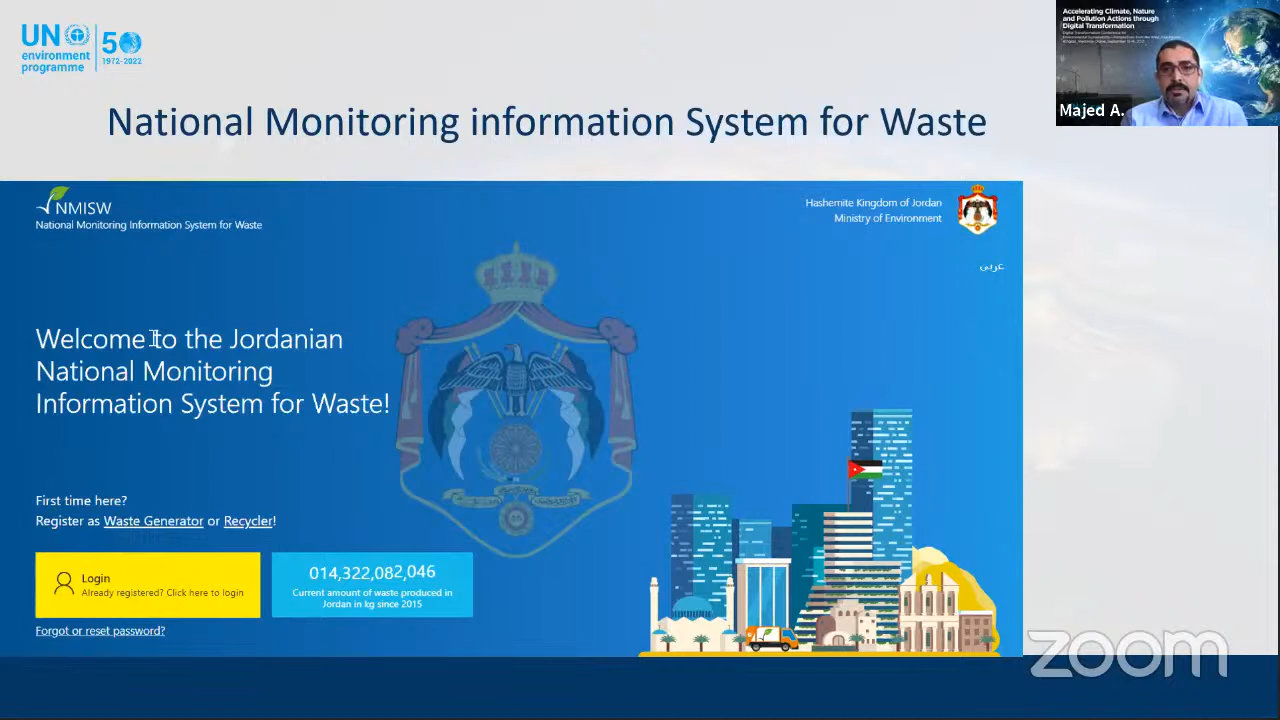 UN
environment
programme
50
1972-2022
Accelerating Climate, Nature
and Pollution Actions through
Digital Transformation
Majed A.
National Monitoring information System for Waste
NMISW
National Monitoring Information System for Waste
Hashemite Kingdom of Jordan
Ministry of Environment
عربى
Welcome to the Jordanian
National Monitoring
Information System for Waste!
First time here?
Register as Waste Generator or Recycler!
Login
Already registered? Click here to login
014,322,082,046
Current amount of waste produced in
Jordan in kg since 2015
Forgot or reset password?
zoom